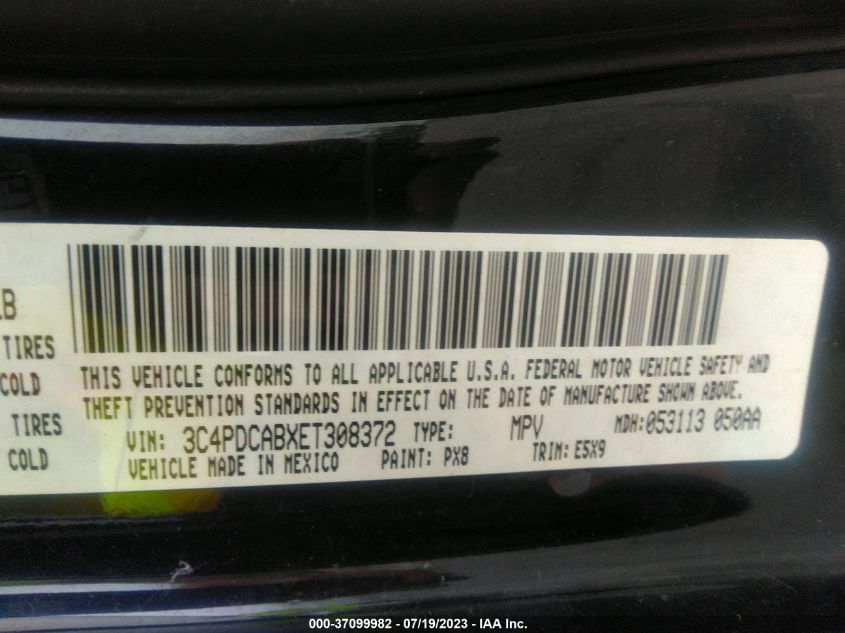 LB
TIRES
COLD
TIRES
COLD
THIS VEHICLE CONFORMS TO ALL APPLICABLE U.S.A. FEDERAL MOTOR VEHICLE SAFETY AND
THEFT PREVENTION STANDARDS IN EFFECT ON THE DATE OF MANUFACTURE SHOWN ABOVE.
VIN: 3C4PDCABXET308372 TYPE: MPV MDH:053113 050AA
VEHICLE MADE IN MEXICO PAINT: PX8 TRIM: E5X9
000-37099982 - 07/19/2023 - IAA Inc.